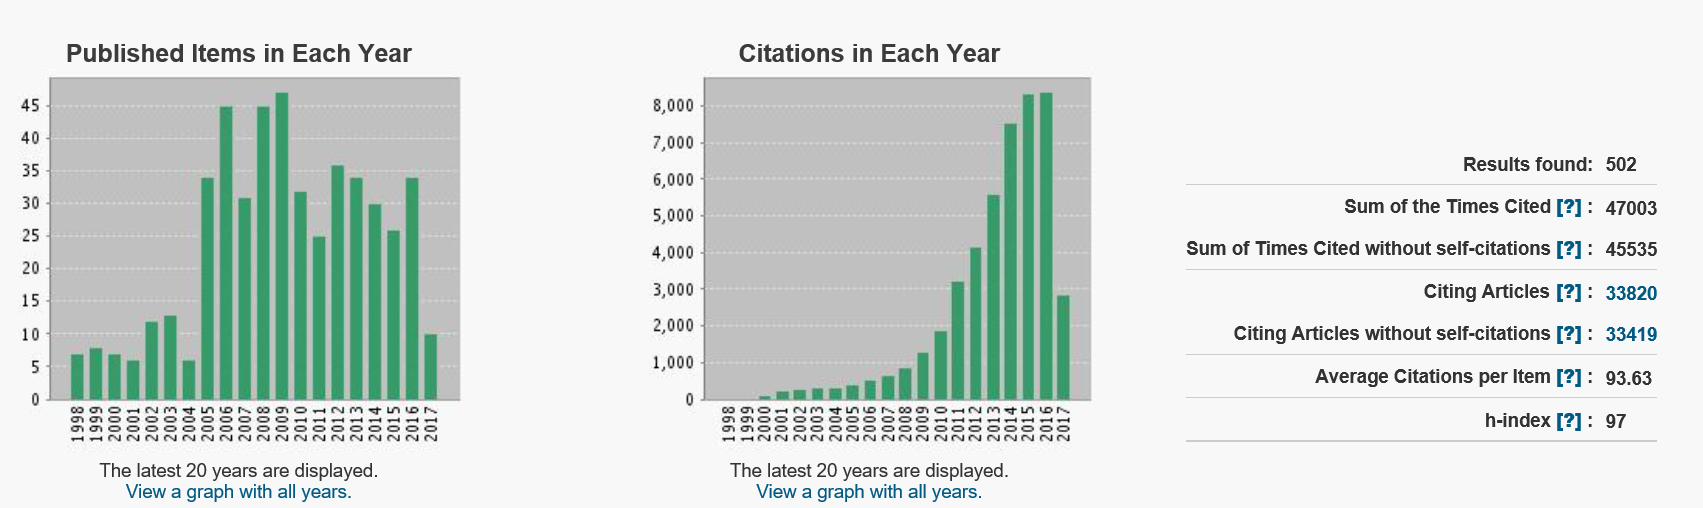 Published Items in Each Year
45
40
35
30
25
20
15
10
5
0
1998 1999 2000 2001 2002 2003 2004 2005 2006 2007 2008 2009 2010 2011 2012 2013 2014 2015 2016 2017
The latest 20 years are displayed.
View a graph with all years.
Citations in Each Year
8,000
7,000
6,000
5,000
4,000
3,000
2,000
1,000
0
1998 1999 2000 2001 2002 2003 2004 2005 2006 2007 2008 2009 2010 2011 2012 2013 2014 2015 2016 2017
The latest 20 years are displayed.
View a graph with all years.
Results found: 502
Sum of the Times Cited [?] : 47003
Sum of Times Cited without self-citations [?] : 45535
Citing Articles [?] : 33820
Citing Articles without self-citations [?] : 33419
Average Citations per Item [?] : 93.63
h-index [?] : 97